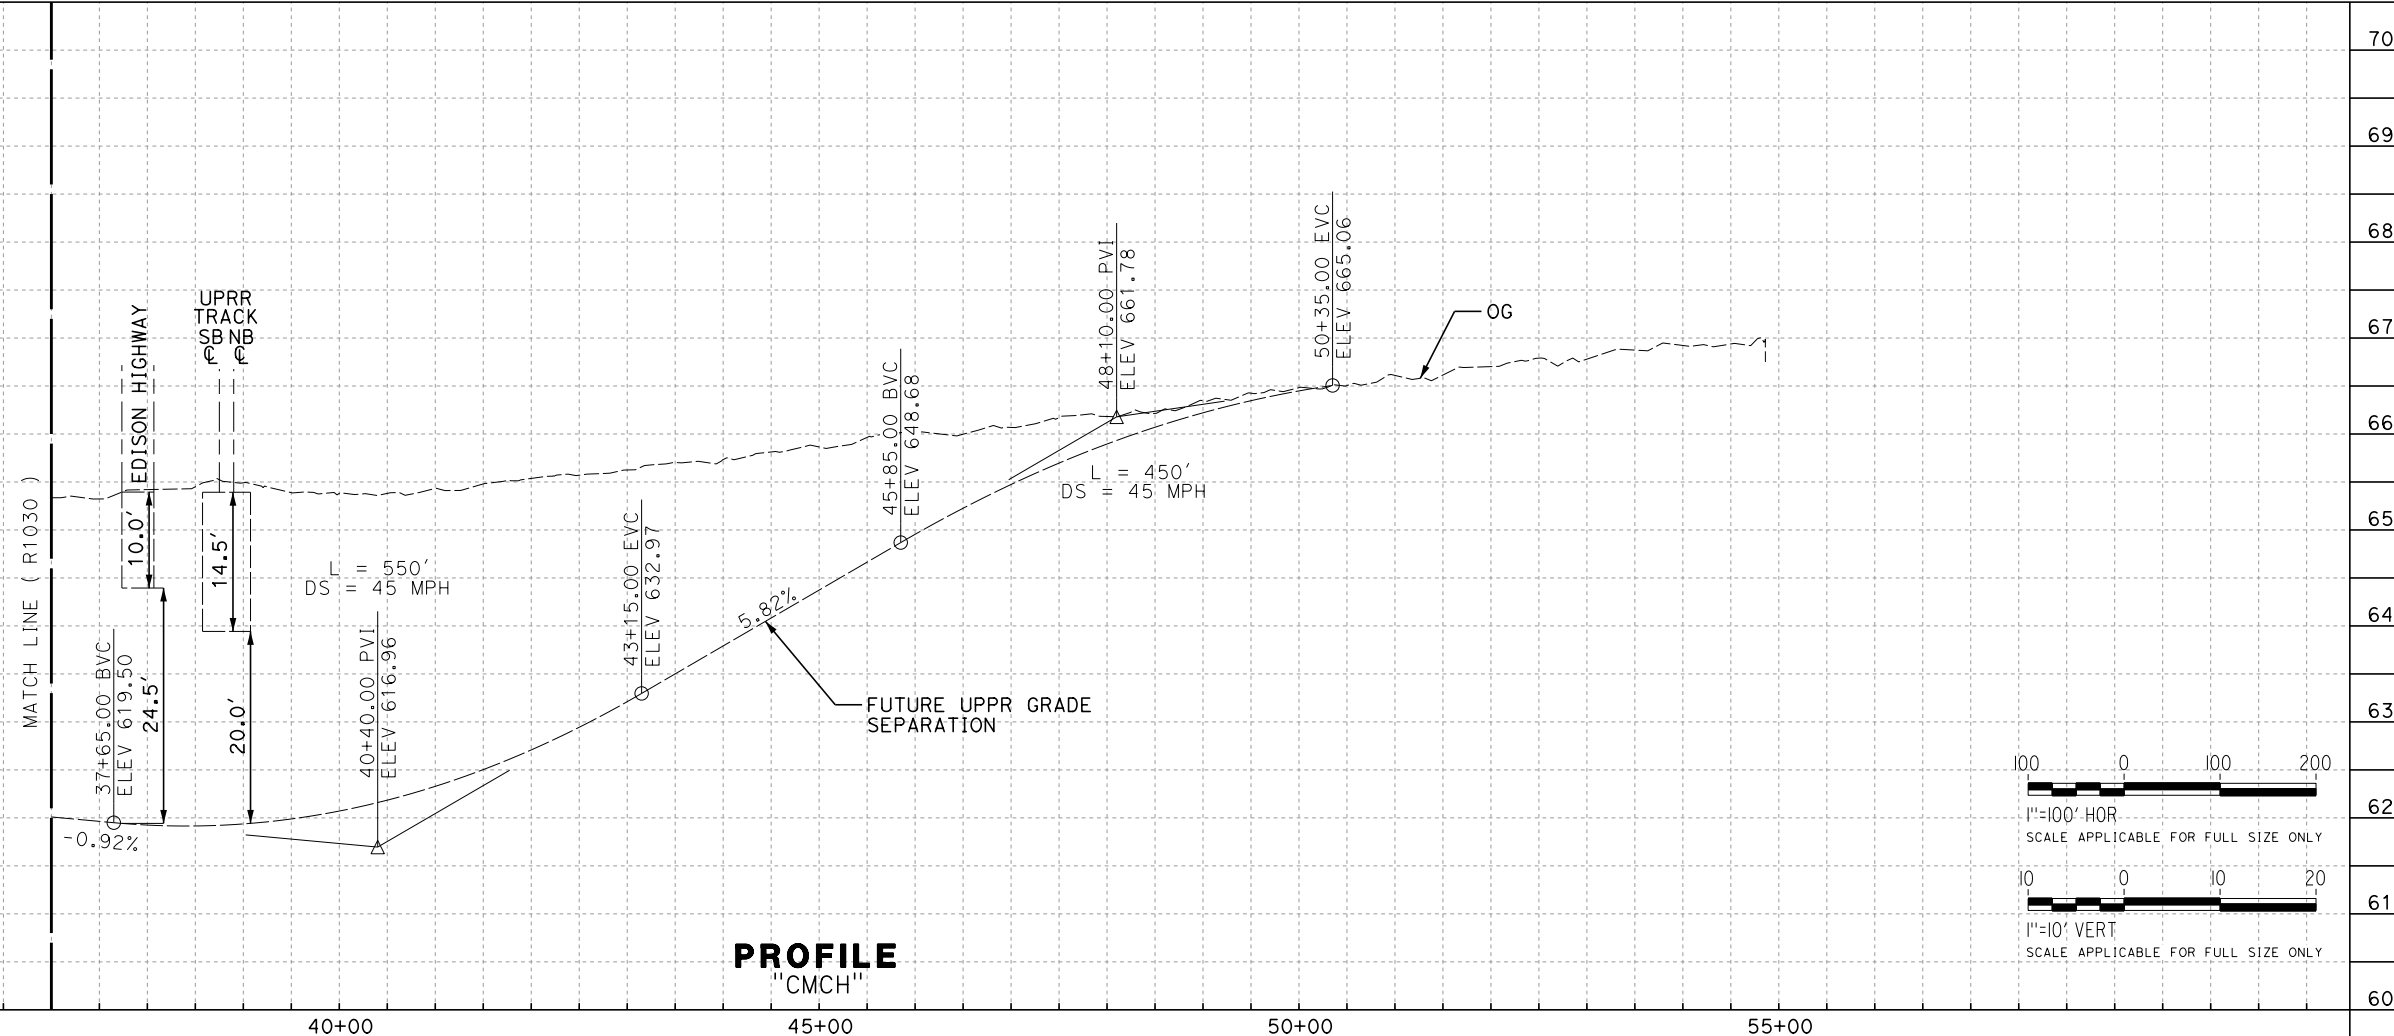 MATCH LINE ( R1030 )
EDISON HIGHWAY
UPRR
TRACK
SB NB
℄ ℄
10.0'
14.5'
24.5'
20.0'
37+65.00 BVC
ELEV 619.50
-0.92%
L = 550'
DS = 45 MPH
40+40.00 PVI
ELEV 616.96
43+15.00 EVC
ELEV 632.97
5.82%
FUTURE UPPR GRADE
SEPARATION
45+85.00 BVC
ELEV 648.68
48+10.00 PVI
ELEV 661.78
L = 450'
DS = 45 MPH
50+35.00 EVC
ELEV 665.06
OG
70
69
68
67
66
65
64
63
62
61
60
100 0 100 200
1"=100' HOR
SCALE APPLICABLE FOR FULL SIZE ONLY
10 0 10 20
1"=10' VERT
SCALE APPLICABLE FOR FULL SIZE ONLY
PROFILE
"CMCH"
40+00 45+00 50+00 55+00